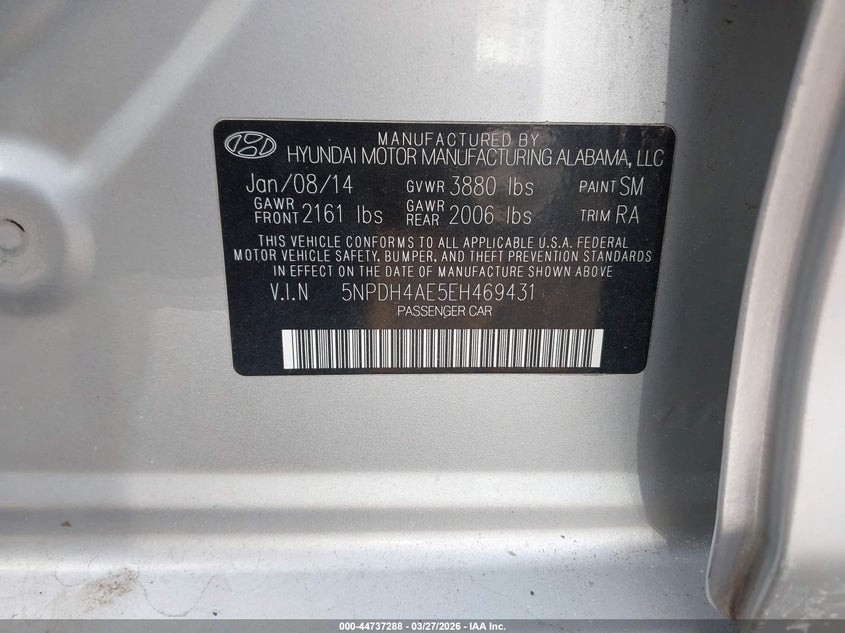 MANUFACTURED BY
HYUNDAI MOTOR MANUFACTURING ALABAMA, LLC
Jan/08/14 GVWR 3880 lbs PAINT SM
GAWR FRONT 2161 lbs GAWR REAR 2006 lbs TRIM RA
THIS VEHICLE CONFORMS TO ALL APPLICABLE U.S.A. FEDERAL
MOTOR VEHICLE SAFETY, BUMPER, AND THEFT PREVENTION STANDARDS
IN EFFECT ON THE DATE OF MANUFACTURE SHOWN ABOVE
V.I.N 5NPDH4AE5EH469431
PASSENGER CAR
000-44737288 - 03/27/2026 - IAA Inc.